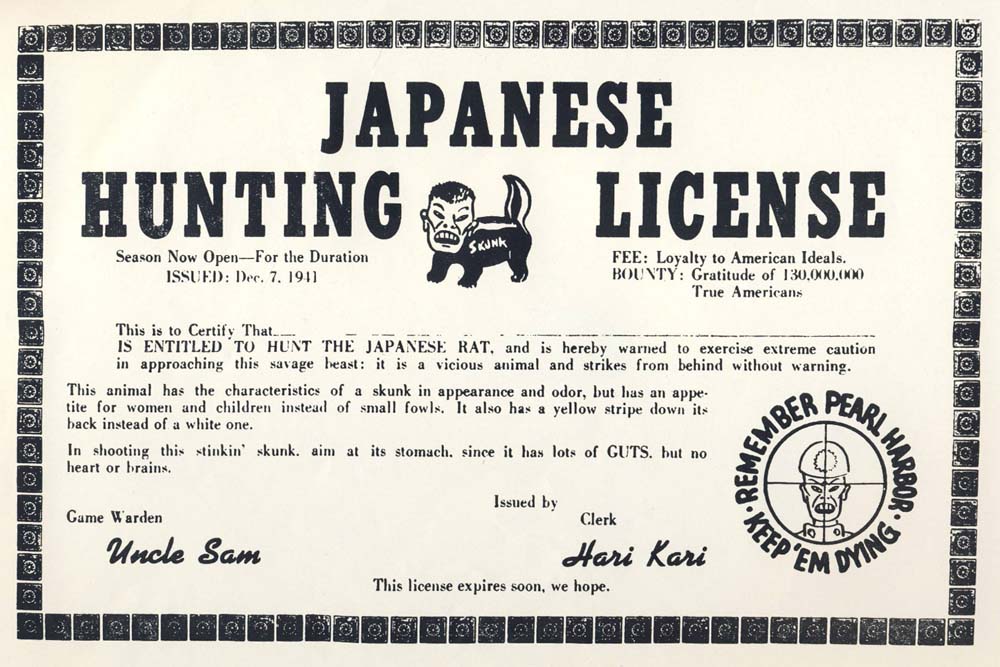 JAPANESE
HUNTING LICENSE
SKUNK
Season Now Open—For the Duration
ISSUED: Dec. 7, 1941
FEE: Loyalty to American Ideals.
BOUNTY: Gratitude of 130,000,000
True Americans
This is to Certify That
IS ENTITLED TO HUNT THE JAPANESE RAT, and is hereby warned to exercise extreme caution
in approaching this savage beast: it is a vicious animal and strikes from behind without warning.
This animal has the characteristics of a skunk in appearance and odor, but has an appe-
tite for women and children instead of small fowls. It also has a yellow stripe down its
back instead of a white one.
In shooting this stinkin' skunk, aim at its stomach, since it has lots of GUTS, but no
heart or brains.
REMEMBER PEARL HARBOR
KEEP 'EM DYING
Issued by
Game Warden
Clerk
Uncle Sam
Hari Kari
This license expires soon, we hope.